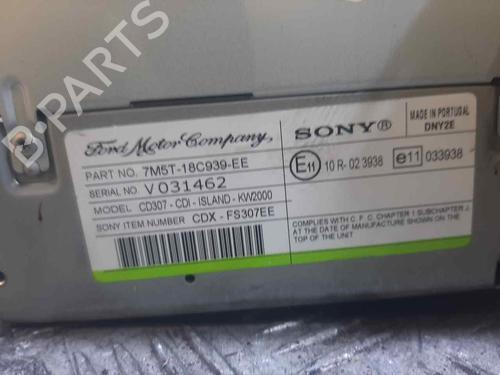 B-PARTS
Ford Motor Company
PART NO. 7M5T-18C939-EE
SERIAL NO V 031462
MODEL CD307 - CDI - ISLAND - KW2000
SONY ITEM NUMBER CDX - FS307EE
SONY®
MADE IN PORTUGAL
DNY2E
E11 10 R- 02 3938
e11 033938
COMPLIES WITH C. F. C. CHAPTER 1 SUBCHAPTER J
AT THE DATE OF MANUFACTURE SHOWN ON THE
TOP OF THE UNIT